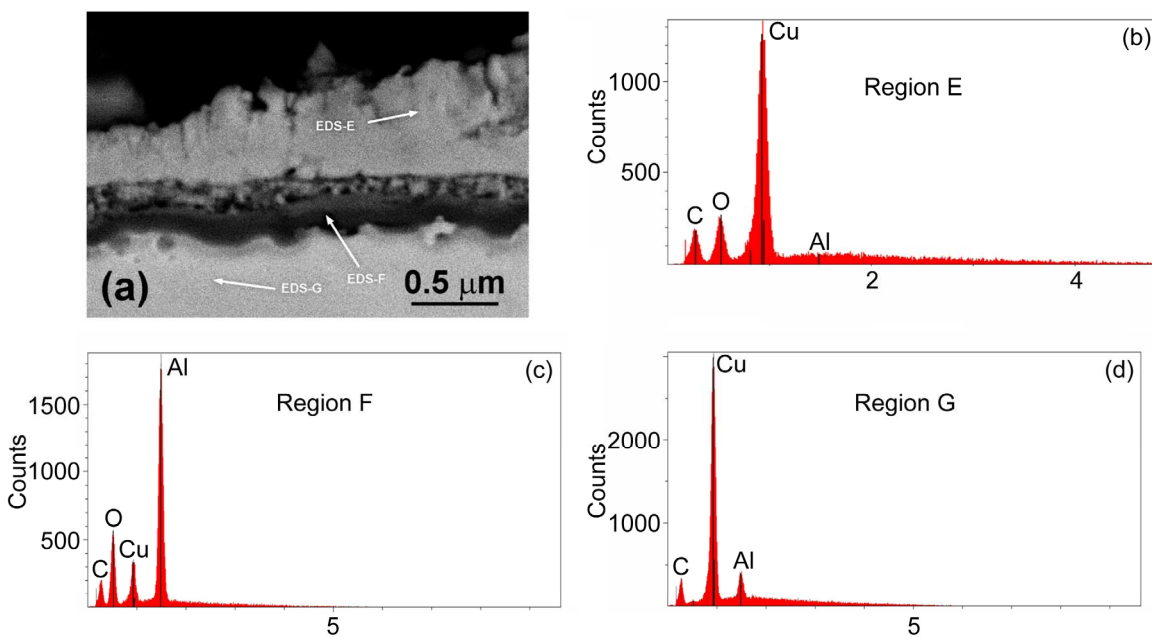 EDS-E
EDS-F
EDS-G
(a)
0.5 μm
(b)
Region E
Counts
1000
500
C
O
Cu
Al
2
4
(c)
Region F
Counts
1500
1000
500
C
O
Cu
Al
5
(d)
Region G
Counts
2000
1000
C
Cu
Al
5